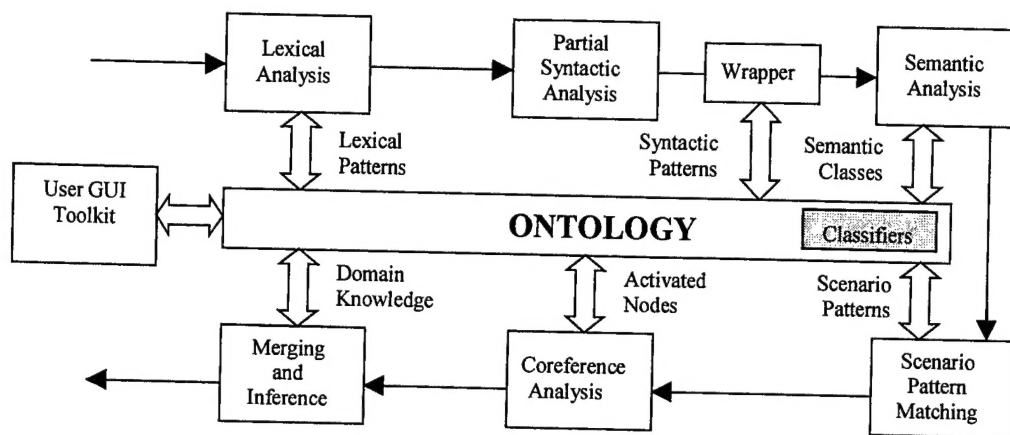 Lexical
Analysis
Partial
Syntactic
Analysis
Wrapper
Semantic
Analysis
Lexical
Patterns
Syntactic
Patterns
Semantic
Classes
User GUI
Toolkit
ONTOLOGY
Classifiers
Domain
Knowledge
Activated
Nodes
Scenario
Patterns
Merging
and
Inference
Coreference
Analysis
Scenario
Pattern
Matching